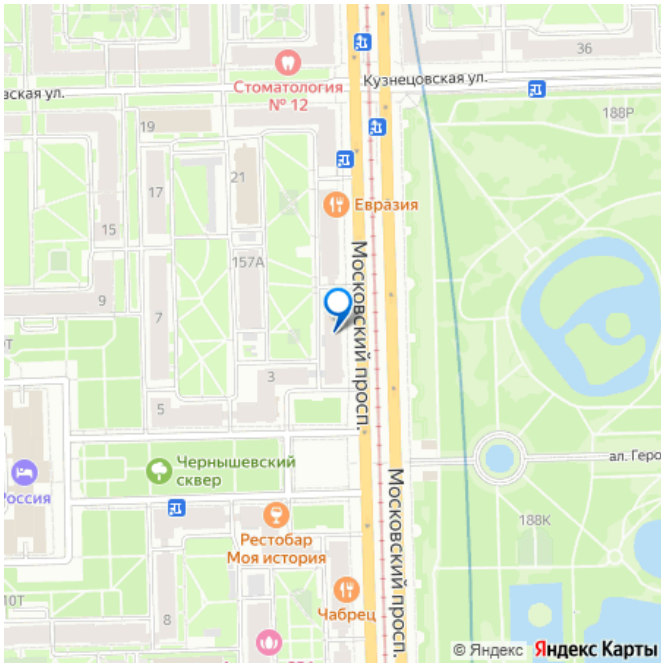 36
Кузнецовская ул.
Стоматология
№ 12
вская ул.
188Р
19
17
21
Евразия
15
157А
9
7
Московский просп.
3
5
Чернышевский
сквер
ал. Геро
Россия
Московский просп.
188К
Рестобар
Моя история
10Т
8
Чабрец
© Яндекс Яндекс Карты